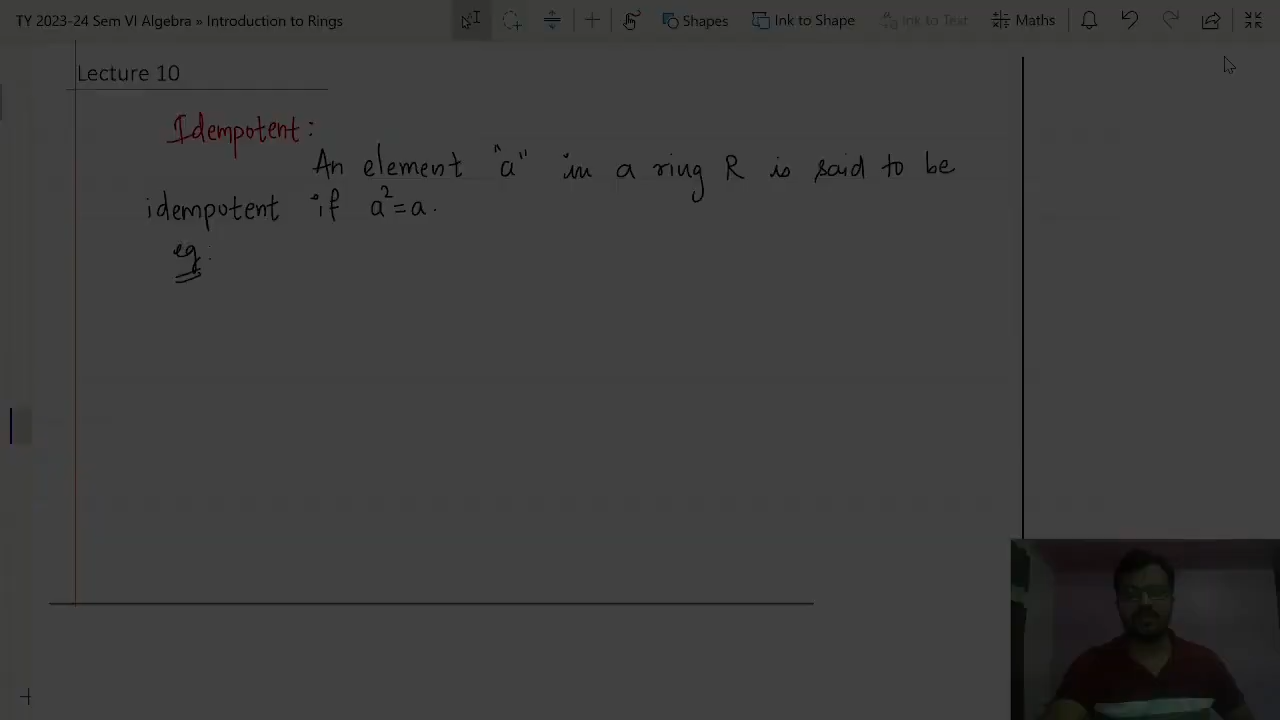 TY 2023-24 Sem VI Algebra » Introduction to Rings
Shapes
Ink to Shape
Ink to Text
Maths
Lecture 10
Idempotent:
An element "a" in a ring R is said to be
idempotent if a²=a.
eg: